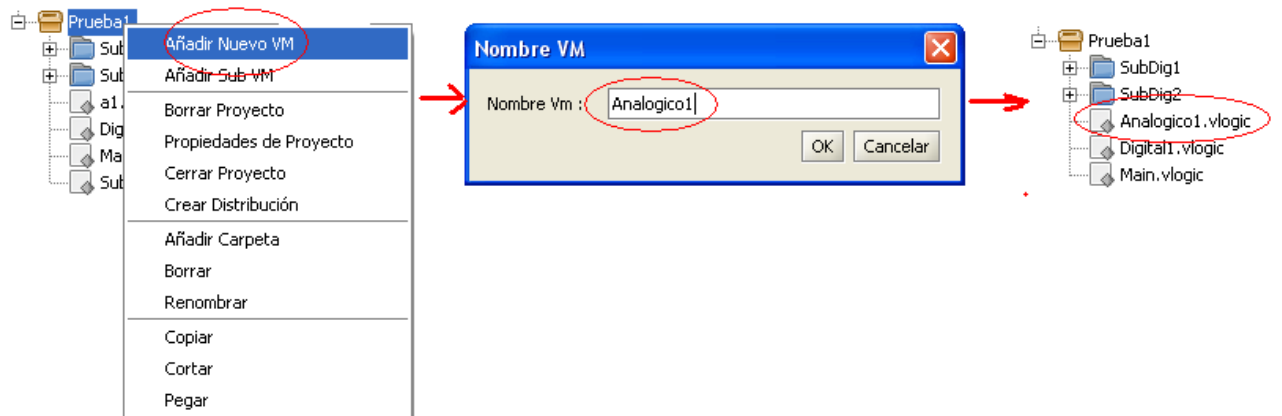 Prueba1
Sub
Sub
a1.
Dig
Ma
Sub
Añadir Nuevo VM
Añadir Sub VM
Borrar Proyecto
Propiedades de Proyecto
Cerrar Proyecto
Crear Distribución
Añadir Carpeta
Borrar
Renombrar
Copiar
Cortar
Pegar
Nombre VM
Nombre Vm : Analogico1
OK Cancelar
Prueba1
SubDig1
SubDig2
Analogico1.vlogic
Digital1.vlogic
Main.vlogic